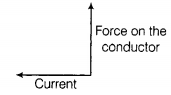 Force on the
conductor
Current